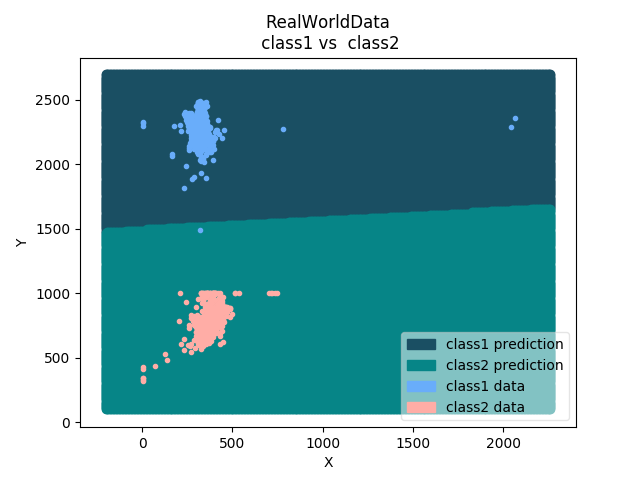 RealWorldData
class1 vs  class2
2500
2000
1500
1000
500
0
Y
0
500
1000
1500
2000
X
class1 prediction
class2 prediction
class1 data
class2 data